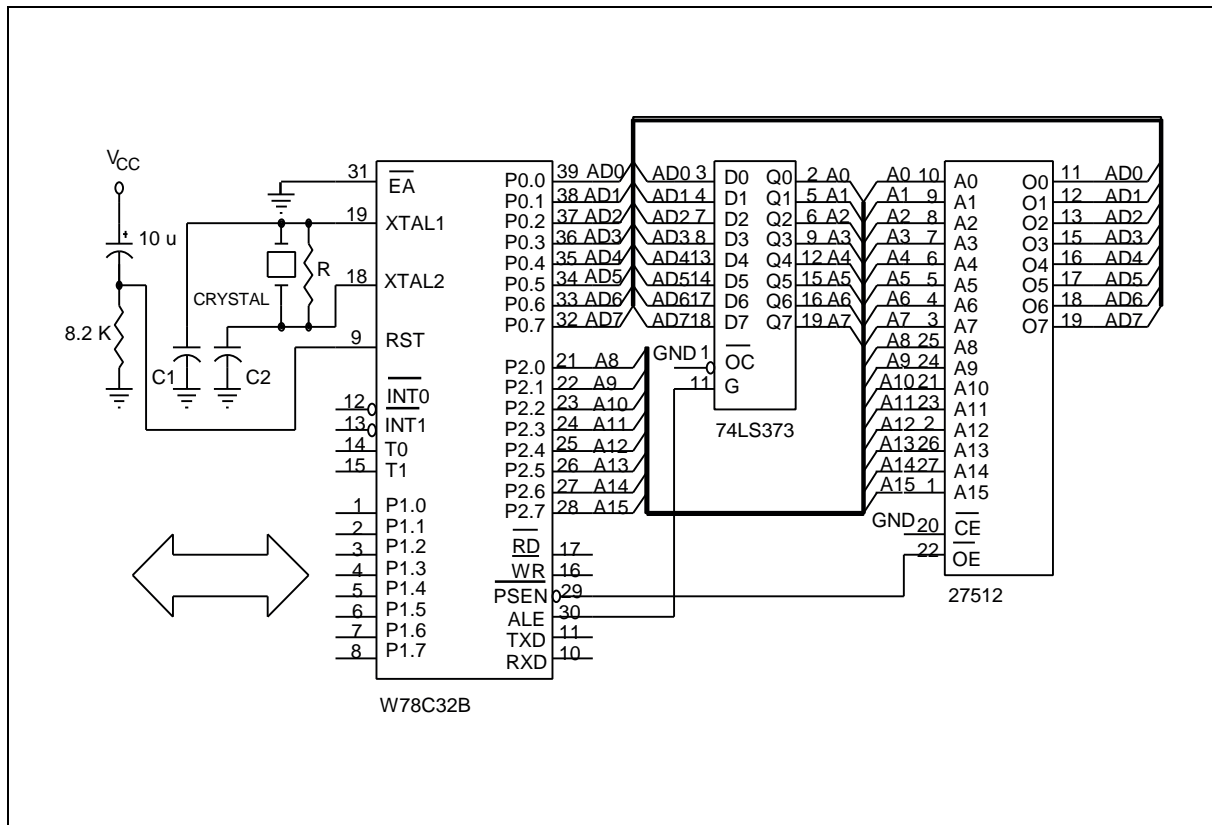 VCC
10 u
8.2 K
C1
C2
CRYSTAL
R
31 EA
19 XTAL1
18 XTAL2
9 RST
12 INT0
13 INT1
14 T0
15 T1
1 P1.0
2 P1.1
3 P1.2
4 P1.3
5 P1.4
6 P1.5
7 P1.6
8 P1.7
P0.0 39 AD0
P0.1 38 AD1
P0.2 37 AD2
P0.3 36 AD3
P0.4 35 AD4
P0.5 34 AD5
P0.6 33 AD6
P0.7 32 AD7
P2.0 21 A8
P2.1 22 A9
P2.2 23 A10
P2.3 24 A11
P2.4 25 A12
P2.5 26 A13
P2.6 27 A14
P2.7 28 A15
RD 17
WR 16
PSEN 29
ALE 30
TXD 11
RXD 10
W78C32B
AD0 3 D0 Q0 2 A0
AD1 4 D1 Q1 5 A1
AD2 7 D2 Q2 6 A2
AD3 8 D3 Q3 9 A3
AD4 13 D4 Q4 12 A4
AD5 14 D5 Q5 15 A5
AD6 17 D6 Q6 16 A6
AD7 18 D7 Q7 19 A7
GND 1 OC
11 G
74LS373
A0 10 A0 O0 11 AD0
A1 9 A1 O1 12 AD1
A2 8 A2 O2 13 AD2
A3 7 A3 O3 15 AD3
A4 6 A4 O4 16 AD4
A5 5 A5 O5 17 AD5
A6 4 A6 O6 18 AD6
A7 3 A7 O7 19 AD7
A8 25 A8
A9 24 A9
A10 21 A10
A11 23 A11
A12 2 A12
A13 26 A13
A14 27 A14
A15 1 A15
GND 20 CE
22 OE
27512